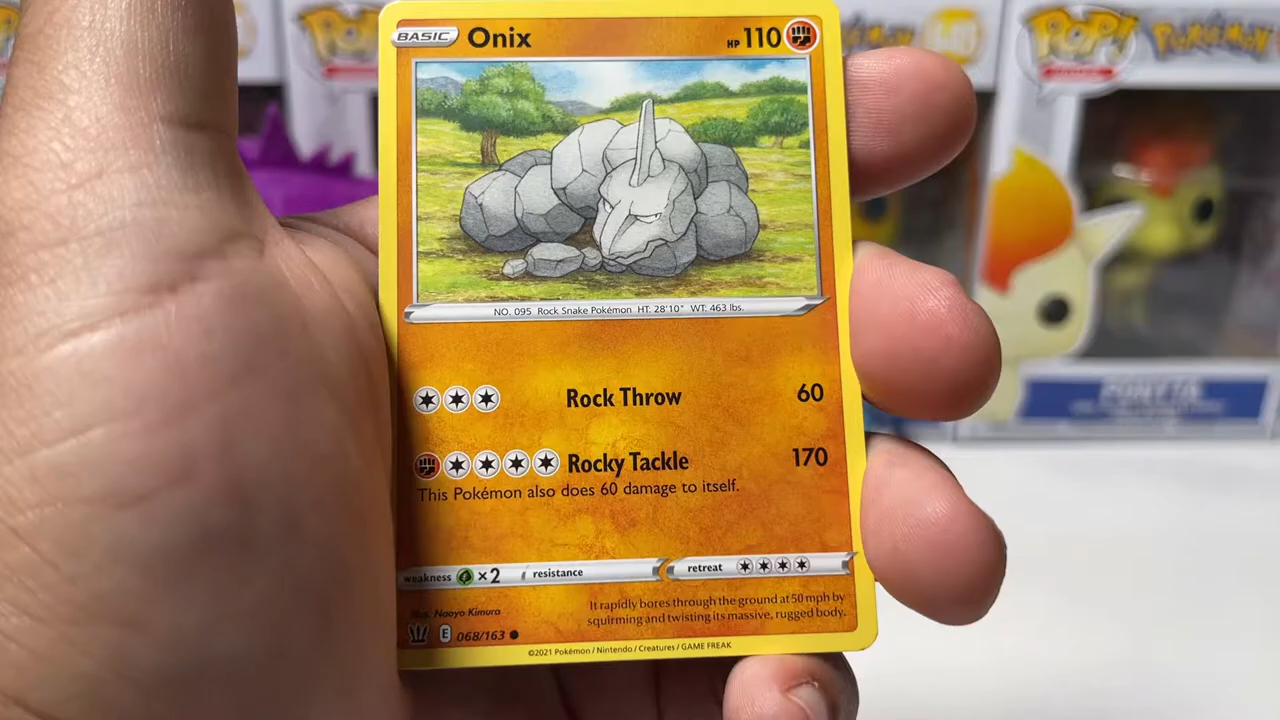 BASIC Onix HP 110
NO. 095 Rock Snake Pokémon HT: 28'10" WT: 463 lbs.
Rock Throw 60
Rocky Tackle 170
This Pokémon also does 60 damage to itself.
weakness ×2 resistance retreat
It rapidly bores through the ground at 50 mph by
squirming and twisting its massive, rugged body.
Illus. Naoyo Kimura
E 068/163
©2021 Pokémon / Nintendo / Creatures / GAME FREAK
POP!
POP!
POKÉMON
PONYTA